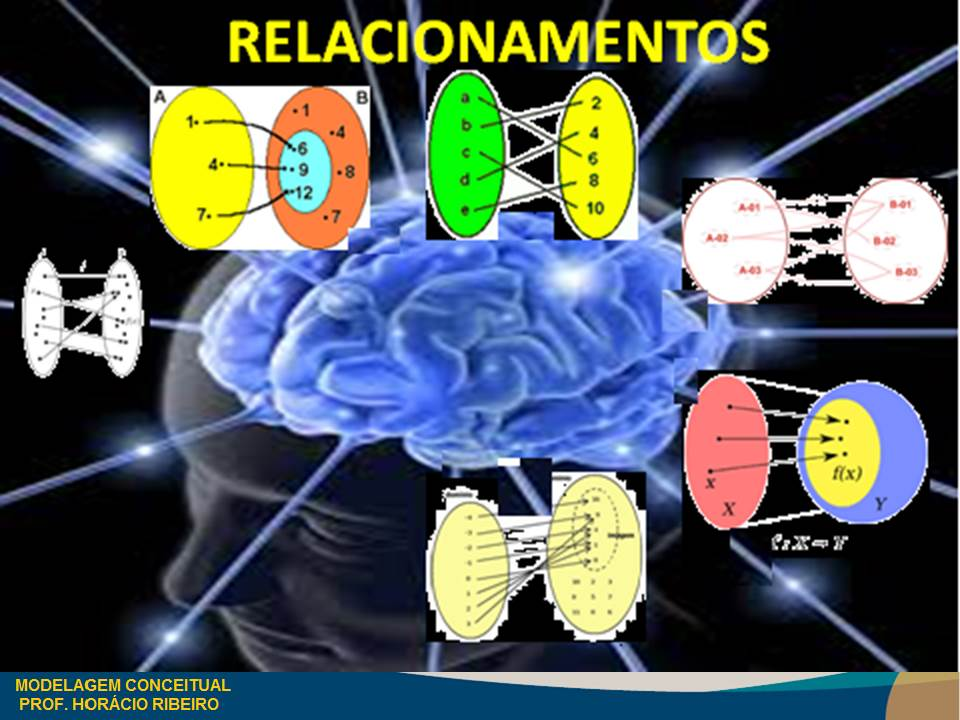 RELACIONAMENTOS
A B
1 1
4 4
6
9 8
12
7 7
a 2
b 4
c 6
d 8
e 10
A-01 B-01
A-02 B-02
A-03 B-03
x f(x)
X Y
imagem
MODELAGEM CONCEITUAL
PROF. HORÁCIO RIBEIRO